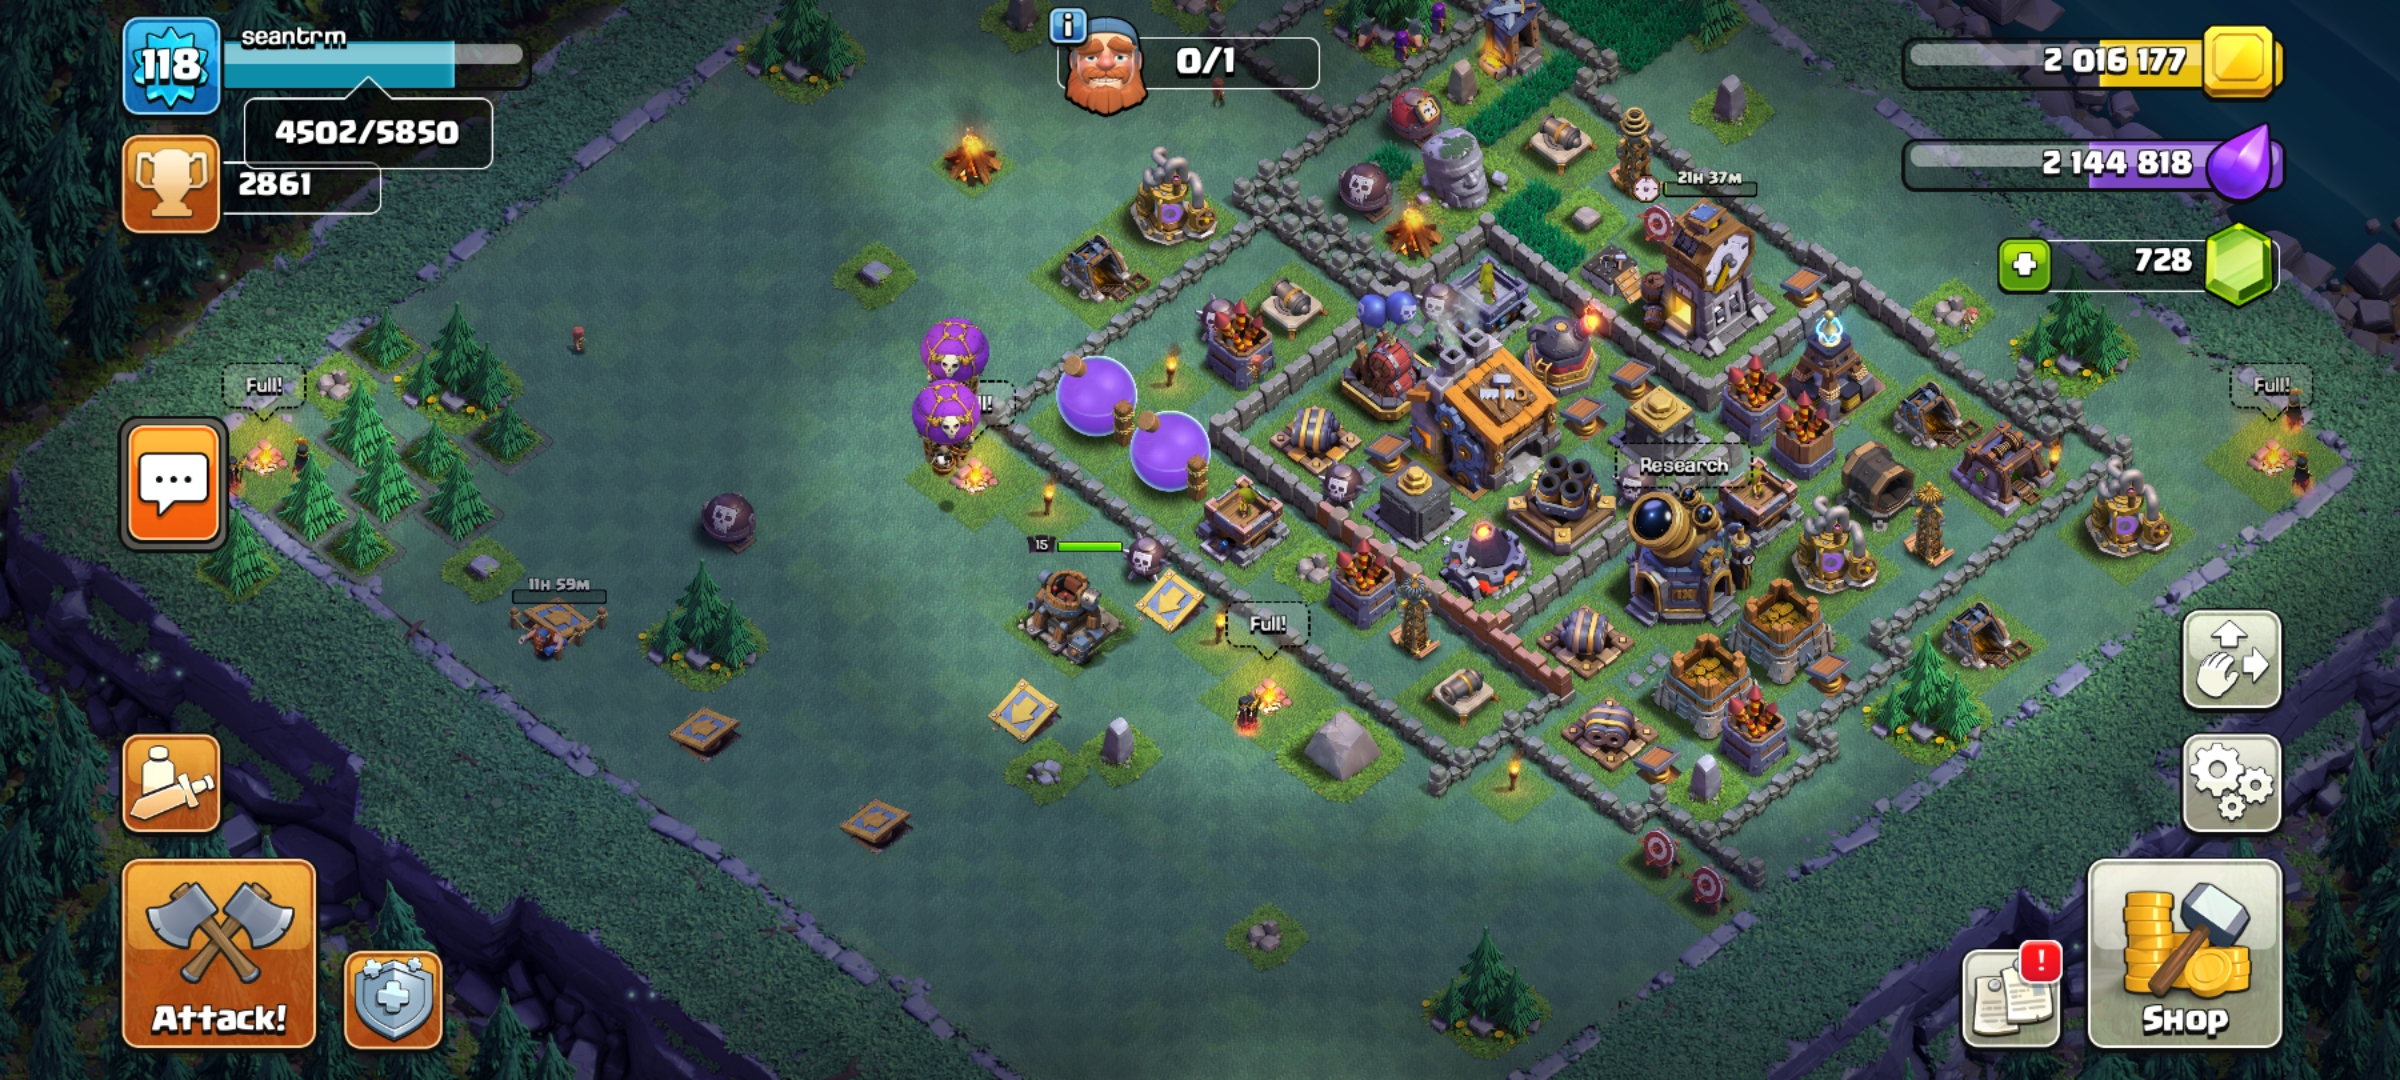 118
seantrm
4502/5850
2861
i
0/1
2 016 177
2 144 818
728
21H 37M
Full!
ll!
Full!
Research
15
11H 59M
Full!
Attack!
!
Shop